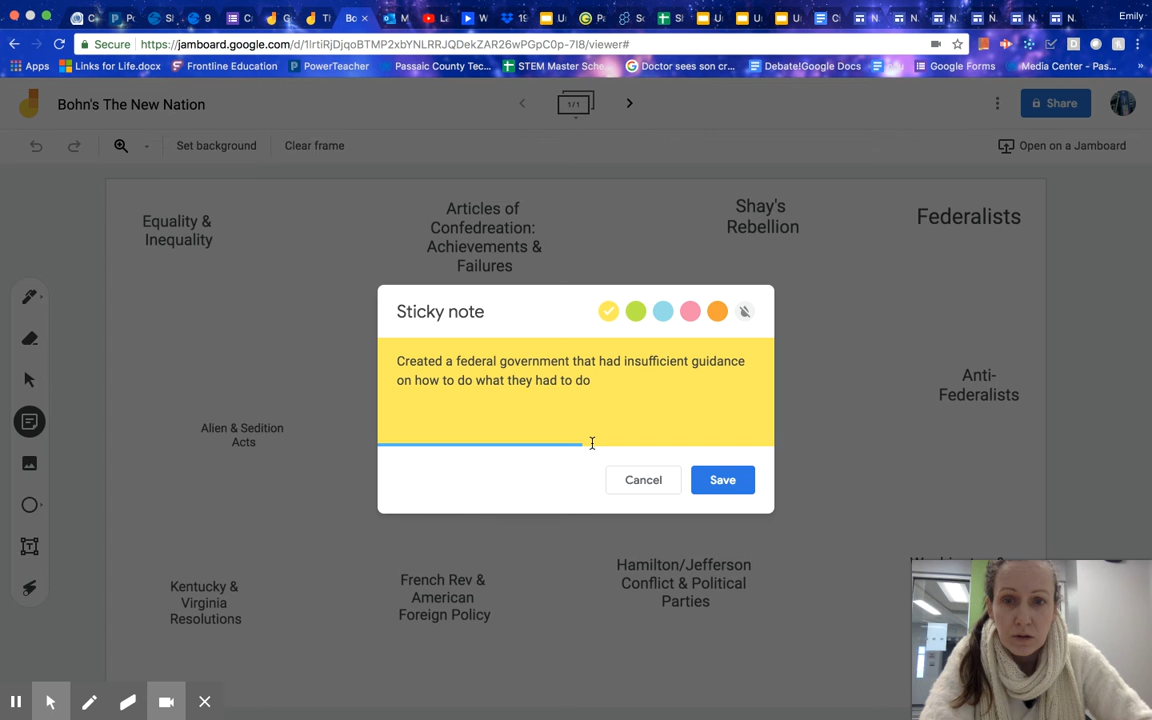 Emily
Secure
https://jamboard.google.com/d/1IrtiRjDjqoBTMP2xbYNLRRJQDekZAR26wPGpC0p-7I8/viewer#
Apps
Links for Life.docx
Frontline Education
PowerTeacher
Passaic County Tec...
STEM Master Sche...
Doctor sees son cr...
Debate!Google Docs
Google Forms
Media Center - Pas...
»
Bohn's The New Nation
1/1
Share
Set background
Clear frame
Open on a Jamboard
Equality &
Inequality
Articles of
Confedreation:
Achievements &
Failures
Shay's
Rebellion
Federalists
Sticky note
Created a federal government that had insufficient guidance
on how to do what they had to do
Cancel
Save
Anti-
Federalists
Alien & Sedition
Acts
Kentucky &
Virginia
Resolutions
French Rev &
American
Foreign Policy
Hamilton/Jefferson
Conflict & Political
Parties